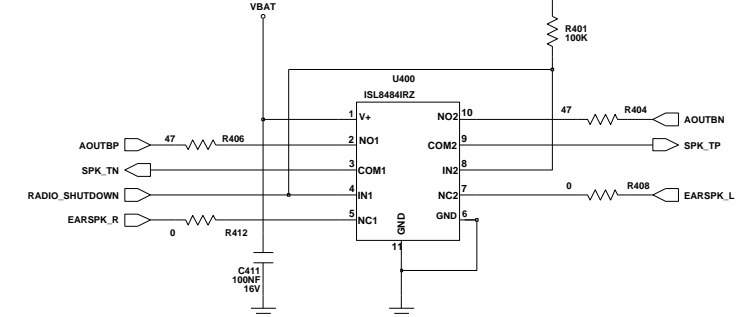 VBAT
R401
100K
U400
ISL8484IRZ
1 V+ NO2 10 47 R404 AOUTBN
AOUTBP 47 R406 2 NO1 COM2 9 SPK_TP
SPK_TN 3 COM1 IN2 8
RADIO_SHUTDOWN 4 IN1 NC2 7 0 R408 EARSPK_L
EARSPK_R 0 R412 5 NC1 GND GND 6
11
C411
100NF
16V